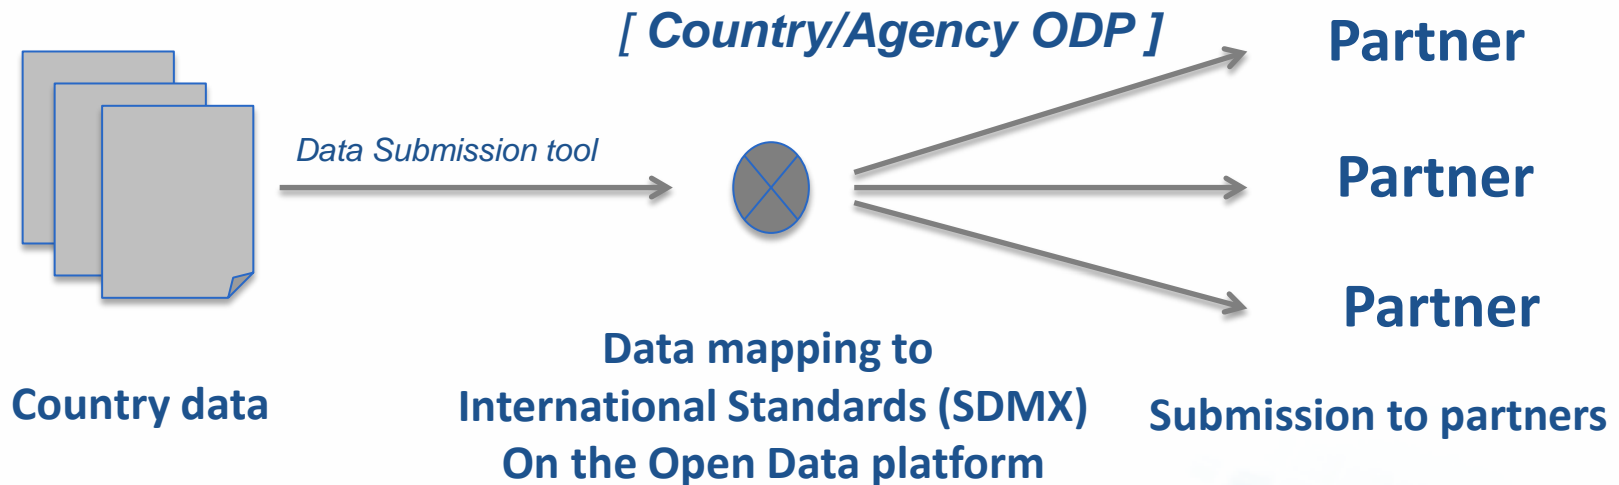 [ Country/Agency ODP ]
Partner
Data Submission tool
Partner
Partner
Country data
Data mapping to
International Standards (SDMX)
On the Open Data platform
Submission to partners